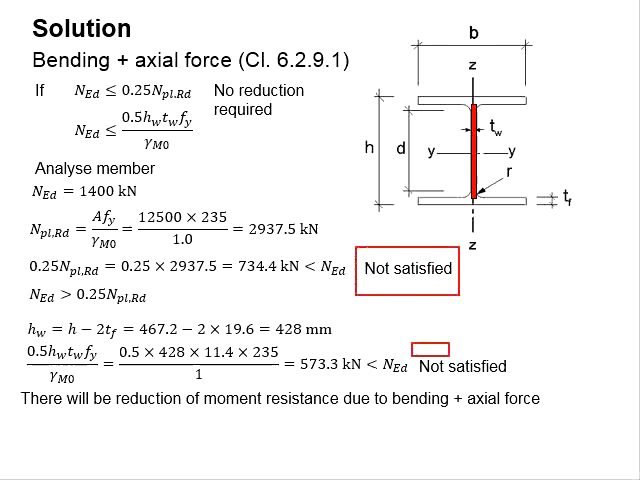 Solution
Bending + axial force (Cl. 6.2.9.1)
If N_Ed ≤ 0.25N_pl.Rd No reduction required
N_Ed ≤ 0.5h_w t_w f_y / γ_M0
Analyse member
N_Ed = 1400 kN
N_pl,Rd = Af_y / γ_M0 = 12500 × 235 / 1.0 = 2937.5 kN
0.25N_pl,Rd = 0.25 × 2937.5 = 734.4 kN < N_Ed Not satisfied
N_Ed > 0.25N_pl,Rd
h_w = h − 2t_f = 467.2 − 2 × 19.6 = 428 mm
0.5h_w t_w f_y / γ_M0 = 0.5 × 428 × 11.4 × 235 / 1 = 573.3 kN < N_Ed Not satisfied
There will be reduction of moment resistance due to bending + axial force
b
z
t_w
h d y y
r
t_f
z